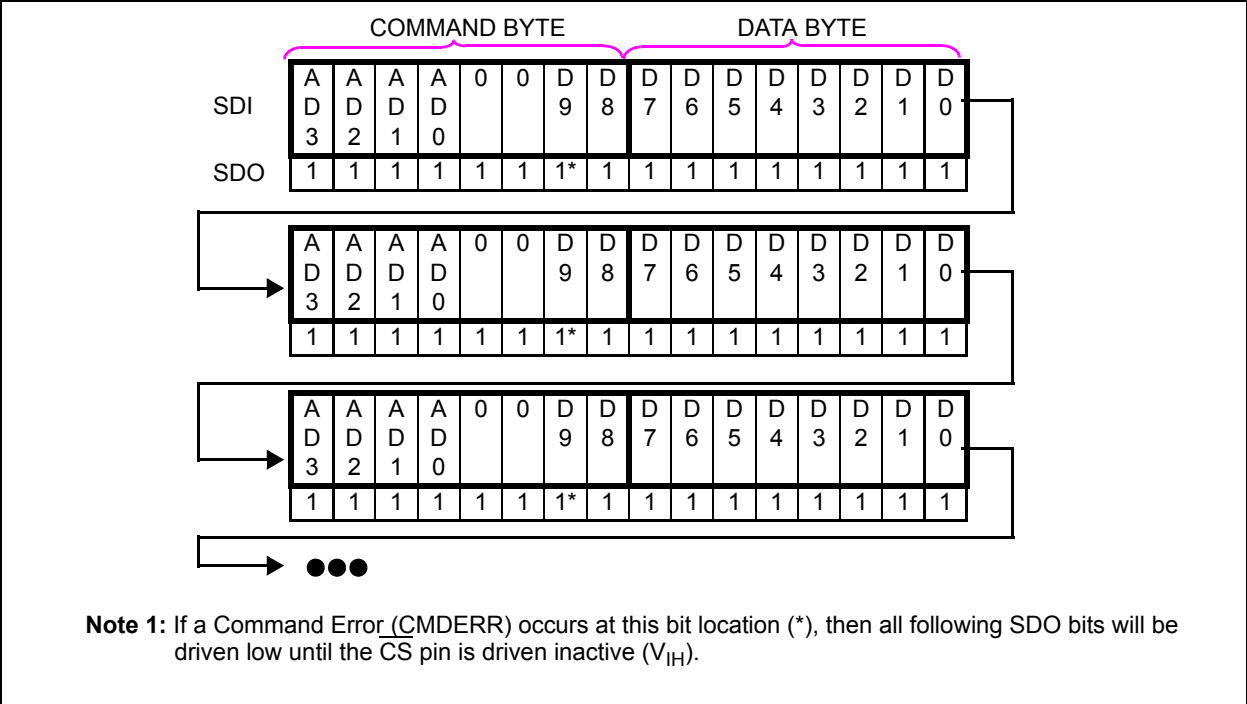 COMMAND BYTE DATA BYTE
SDI
A A A A 0 0 D D D D D D D D D D
D D D D 9 8 7 6 5 4 3 2 1 0
3 2 1 0
SDO 1 1 1 1 1 1 1* 1 1 1 1 1 1 1 1 1
A A A A 0 0 D D D D D D D D D D
D D D D 9 8 7 6 5 4 3 2 1 0
3 2 1 0
1 1 1 1 1 1 1* 1 1 1 1 1 1 1 1 1
A A A A 0 0 D D D D D D D D D D
D D D D 9 8 7 6 5 4 3 2 1 0
3 2 1 0
1 1 1 1 1 1 1* 1 1 1 1 1 1 1 1 1
Note 1: If a Command Error (CMDERR) occurs at this bit location (*), then all following SDO bits will be
driven low until the CS pin is driven inactive (VIH).